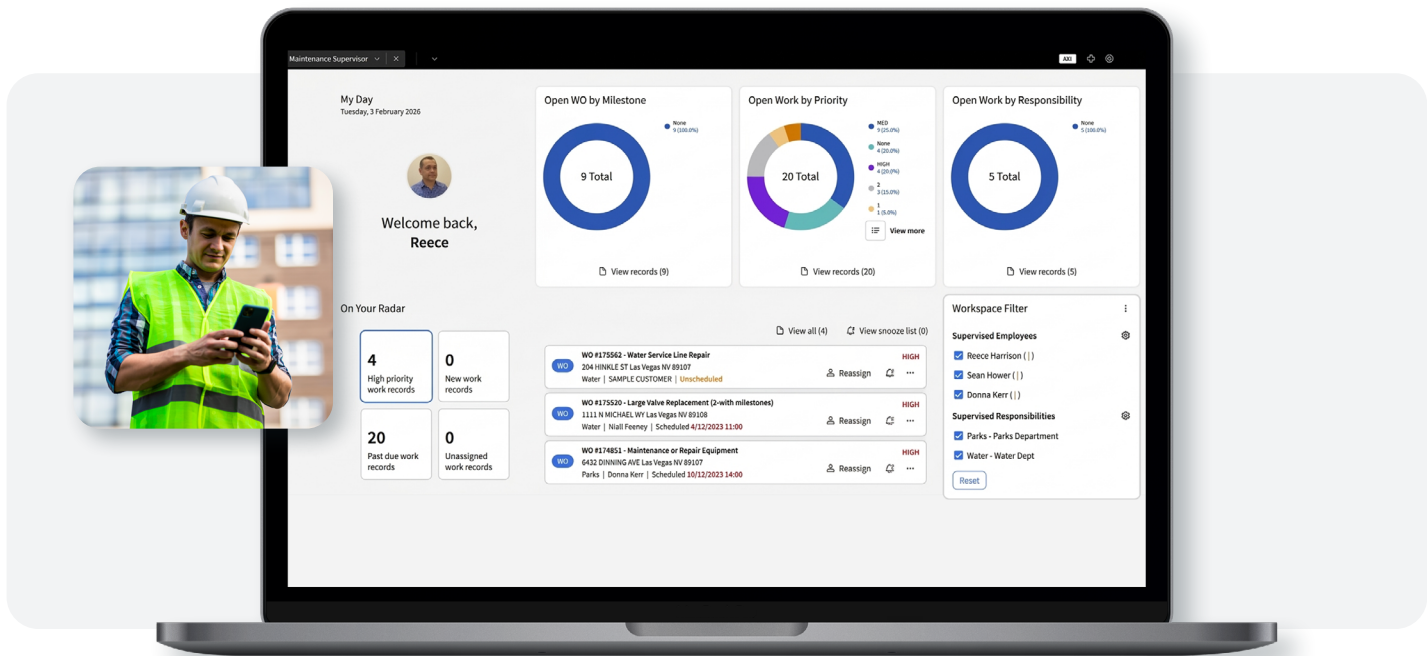 Maintenance Supervisor
AXI
My Day
Tuesday, 3 February 2026
Welcome back,
Reece
Open WO by Milestone
None
9 (100.0%)
9 Total
View records (9)
Open Work by Priority
MED
None
4 (20.0%)
HIGH
4 (20.0%)
2
3 (15.0%)
1
1 (5.0%)
20 Total
View more
View records (20)
Open Work by Responsibility
None
5 (100.0%)
5 Total
View records (5)
On Your Radar
4
High priority
work records
0
New work
records
20
Past due work
records
0
Unassigned
work records
View all (4)
View snooze list (0)
WO
WO #175562 - Water Service Line Repair
204 HINKLE ST Las Vegas NV 89107
Water | SAMPLE CUSTOMER | Unscheduled
HIGH
Reassign
WO
WO #175520 - Large Valve Replacement (2-with milestones)
1111 N MICHAEL WY Las Vegas NV 89108
Water | Niall Feeney | Scheduled 4/12/2023 11:00
HIGH
Reassign
WO
WO #174851 - Maintenance or Repair Equipment
6432 DINNING AVE Las Vegas NV 89107
Parks | Donna Kerr | Scheduled 10/12/2023 14:00
HIGH
Reassign
Workspace Filter
Supervised Employees
Reece Harrison (|)
Sean Hower (|)
Donna Kerr (|)
Supervised Responsibilities
Parks - Parks Department
Water - Water Dept
Reset